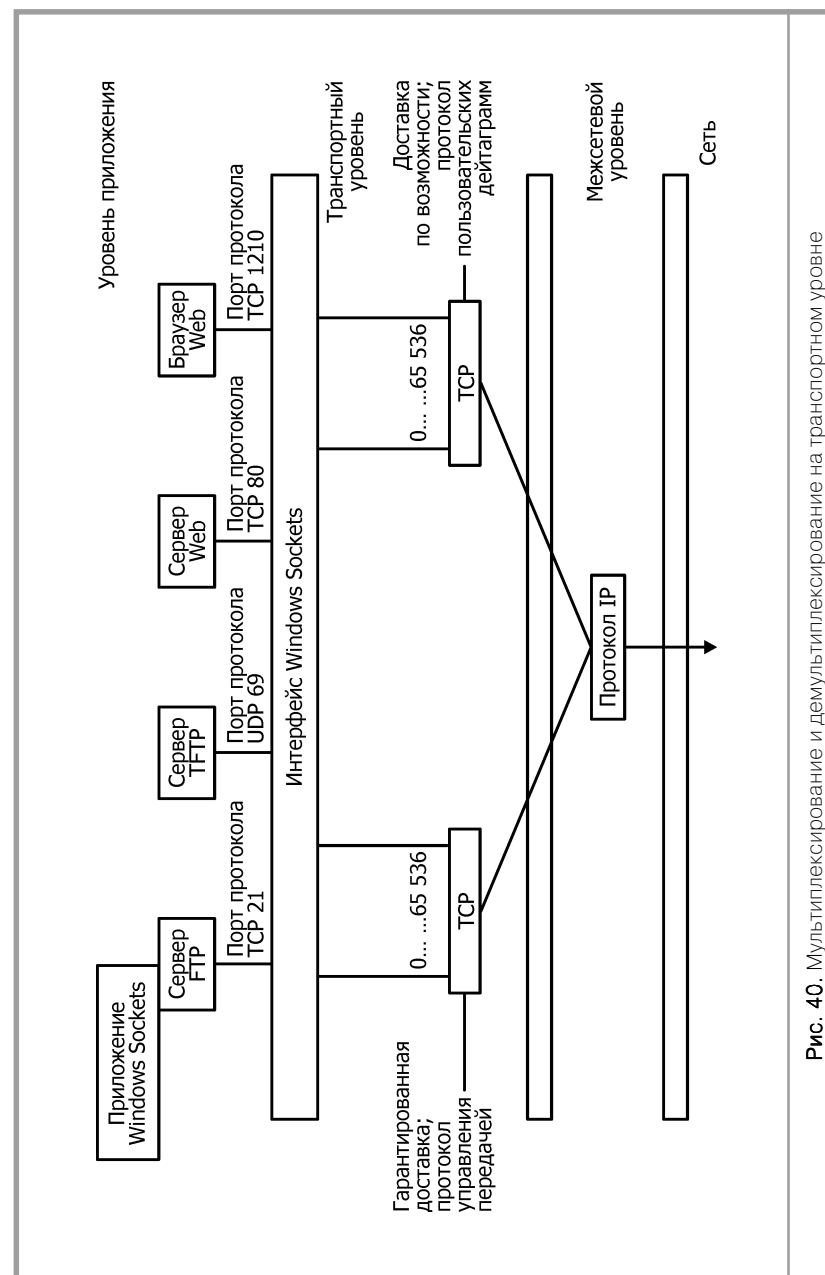 Уровень приложения
Приложение
Windows Sockets
Сервер
FTP
Сервер
TFTP
Сервер
Web
Браузер
Web
Порт протокола
TCP 21
Порт протокола
UDP 69
Порт протокола
TCP 80
Порт протокола
TCP 1210
Интерфейс Windows Sockets
Транспортный
уровень
0... ...65 536
0... ...65 536
Гарантированная
доставка;
протокол
управления
передачей
TCP
TCP
Доставка
по возможности;
протокол
пользовательских
дейтаграмм
Межсетевой
уровень
Протокол IP
Сеть
Рис. 40. Мультиплексирование и демультиплексирование на транспортном уровне